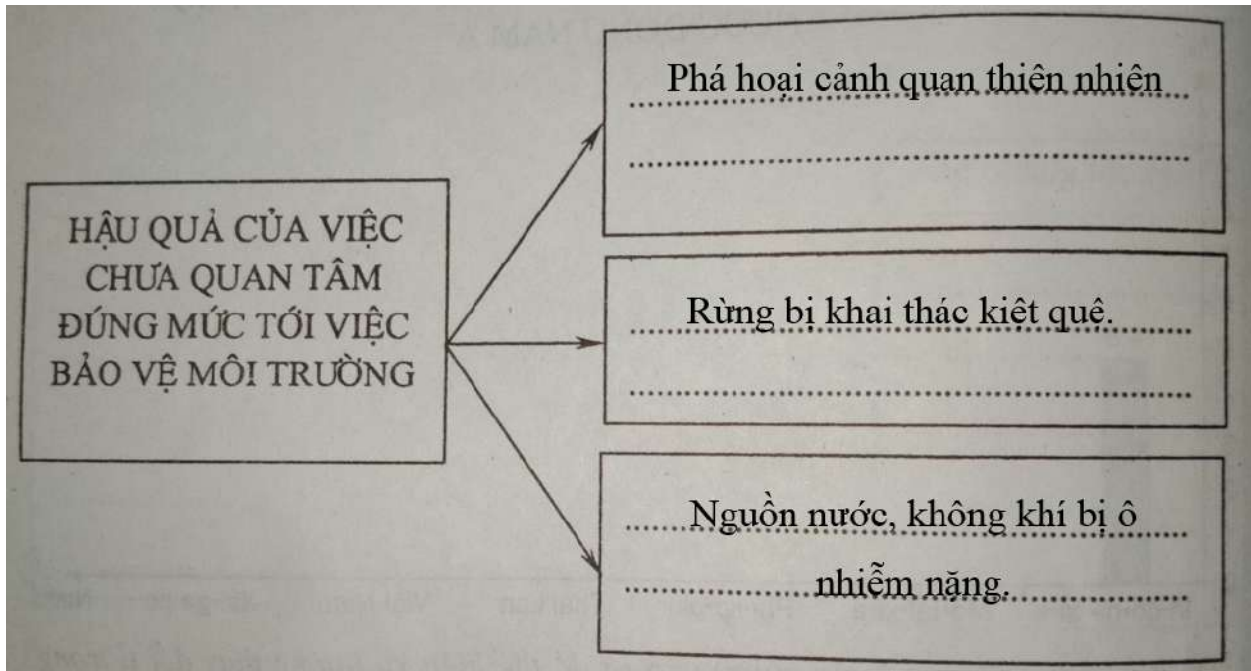 HẬU QUẢ CỦA VIỆC
CHƯA QUAN TÂM
ĐÚNG MỨC TỚI VIỆC
BẢO VỆ MÔI TRƯỜNG
Phá hoại cảnh quan thiên nhiên
Rừng bị khai thác kiệt quệ.
Nguồn nước, không khí bị ô
nhiễm nặng.